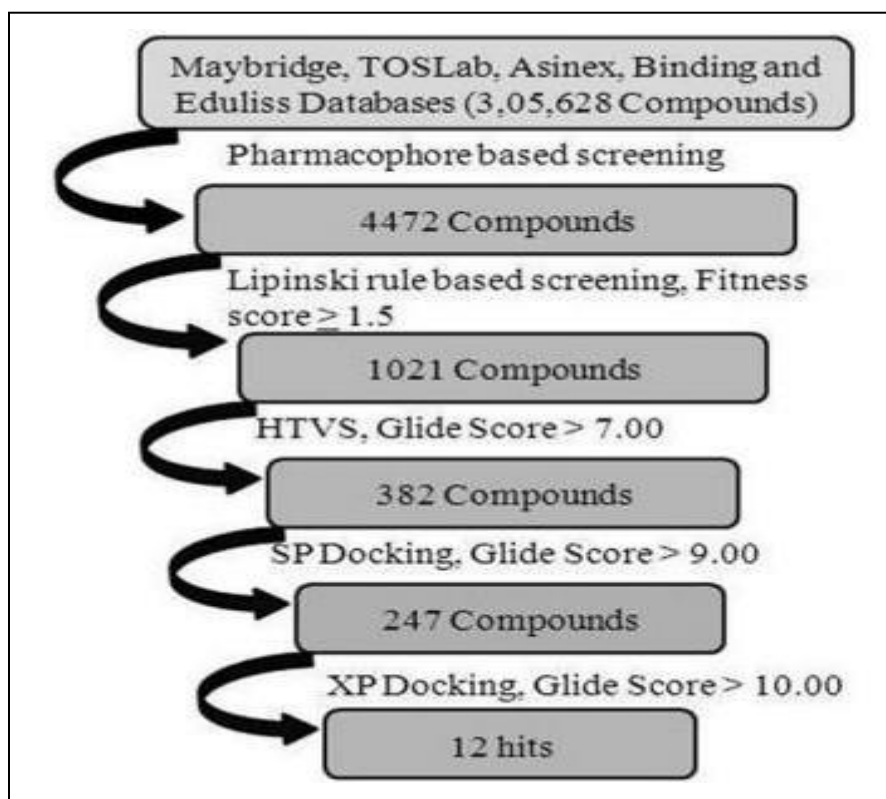 Maybridge, TOSLab, Asinex, Binding and
Eduliss Databases (3,05,628 Compounds)
Pharmacophore based screening
4472 Compounds
Lipinski rule based screening, Fitness
score ≥ 1.5
1021 Compounds
HTVS, Glide Score > 7.00
382 Compounds
SP Docking, Glide Score > 9.00
247 Compounds
XP Docking, Glide Score > 10.00
12 hits